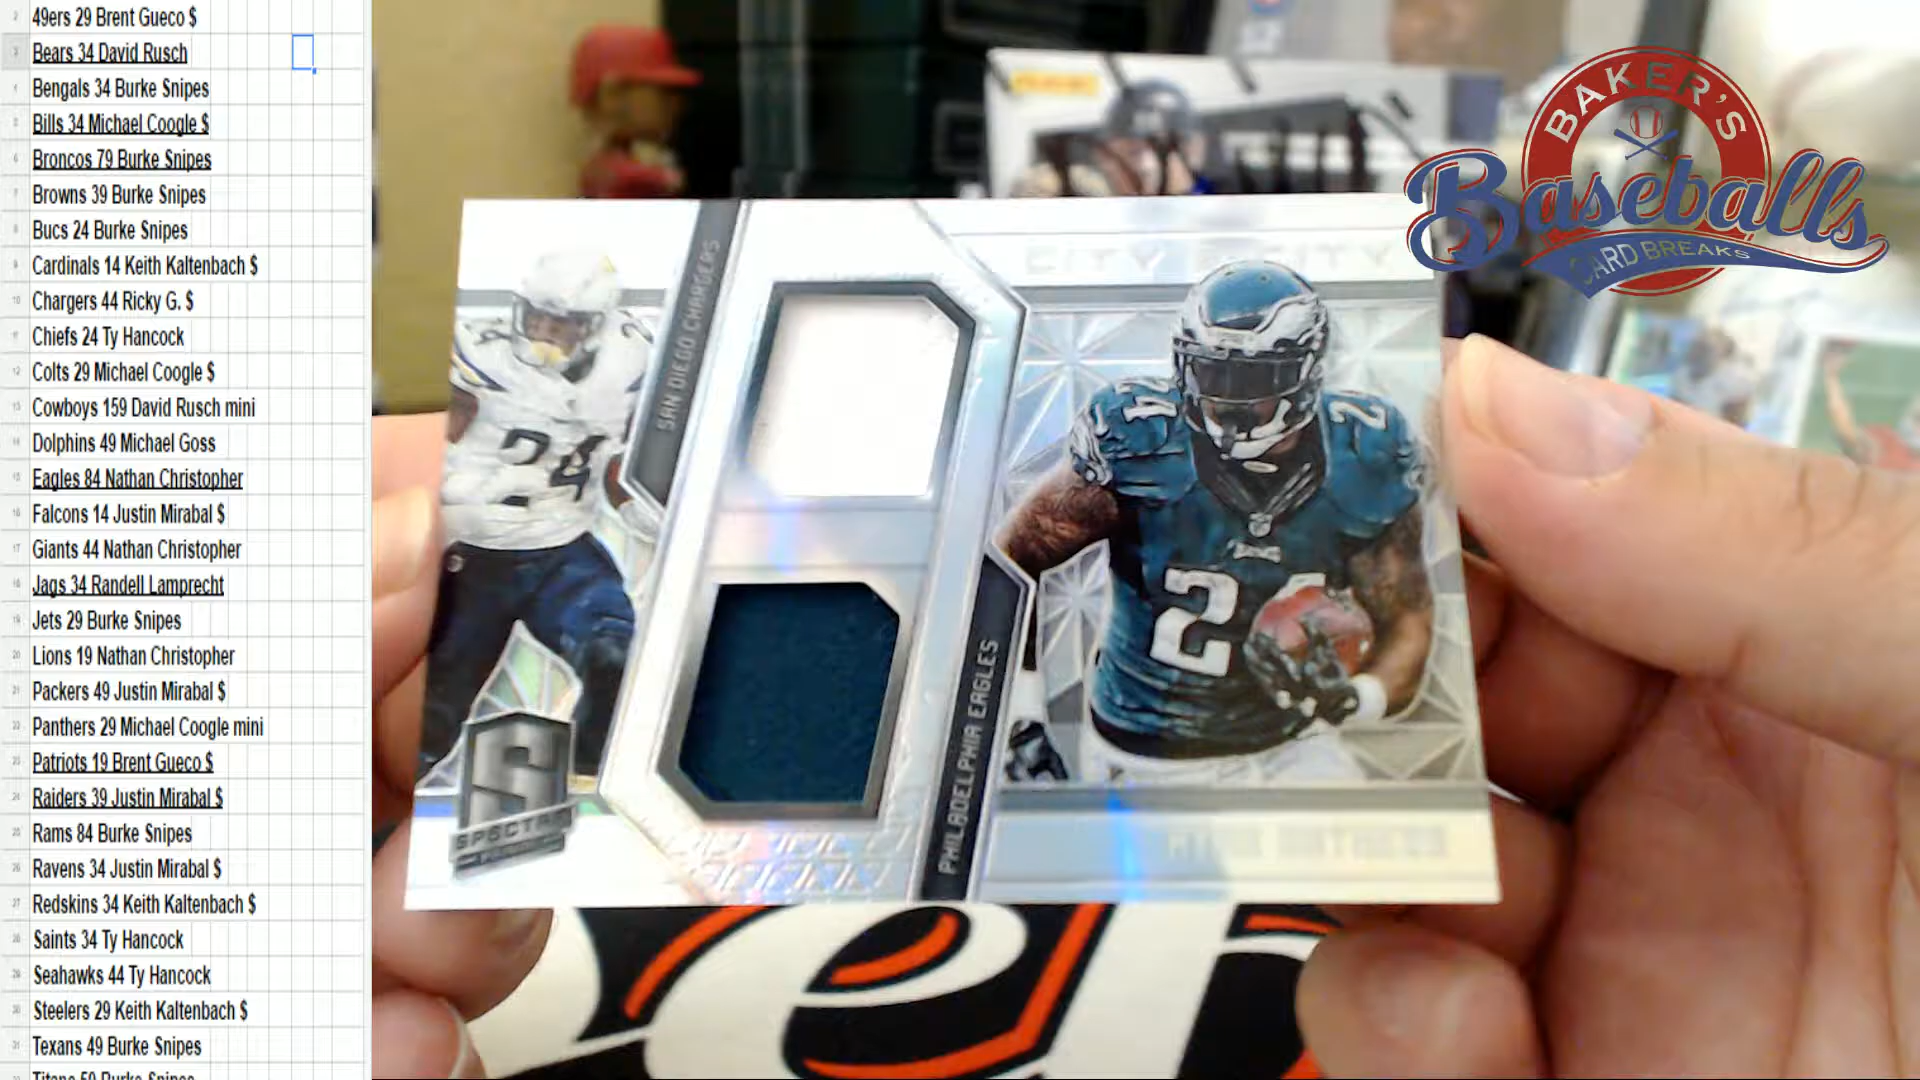 49ers 29 Brent Gueco $
Bears 34 David Rusch
Bengals 34 Burke Snipes
Bills 34 Michael Coogle $
Broncos 79 Burke Snipes
Browns 39 Burke Snipes
Bucs 24 Burke Snipes
Cardinals 14 Keith Kaltenbach $
Chargers 44 Ricky G. $
Chiefs 24 Ty Hancock
Colts 29 Michael Coogle $
Cowboys 159 David Rusch mini
Dolphins 49 Michael Goss
Eagles 84 Nathan Christopher
Falcons 14 Justin Mirabal $
Giants 44 Nathan Christopher
Jags 34 Randell Lamprecht
Jets 29 Burke Snipes
Lions 19 Nathan Christopher
Packers 49 Justin Mirabal $
Panthers 29 Michael Coogle mini
Patriots 19 Brent Gueco $
Raiders 39 Justin Mirabal $
Rams 84 Burke Snipes
Ravens 34 Justin Mirabal $
Redskins 34 Keith Kaltenbach $
Saints 34 Ty Hancock
Seahawks 44 Ty Hancock
Steelers 29 Keith Kaltenbach $
Texans 49 Burke Snipes
BAKER'S
Baseballs
CARD BREAKS
SAN DIEGO CHARGERS
CITY
24
24
24
2
PHILADELPHIA EAGLES
S
SPECTRA